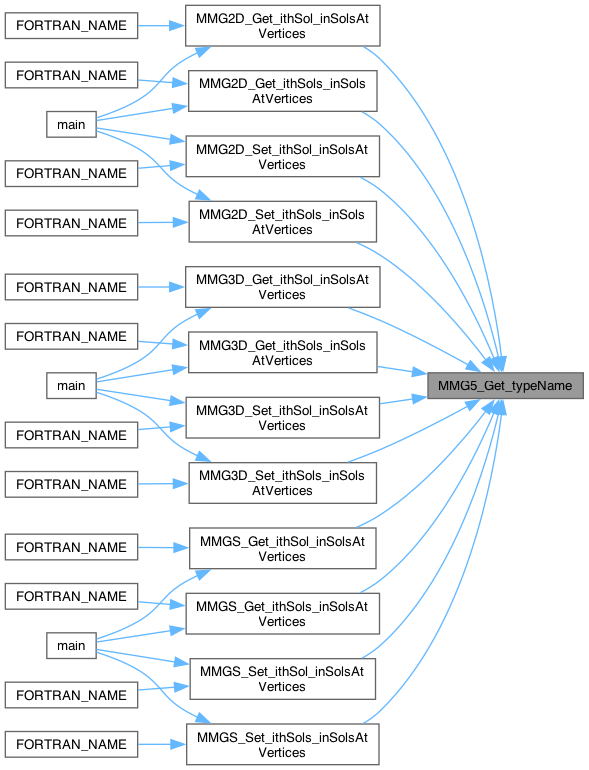 MMG2D_Get_ithSol_inSolsAt
Vertices
FORTRAN_NAME
MMG2D_Get_ithSols_inSols
AtVertices
FORTRAN_NAME
main
MMG2D_Set_ithSol_inSolsAt
Vertices
FORTRAN_NAME
MMG2D_Set_ithSols_inSols
AtVertices
FORTRAN_NAME
MMG3D_Get_ithSol_inSolsAt
Vertices
FORTRAN_NAME
MMG3D_Get_ithSols_inSols
AtVertices
FORTRAN_NAME
main
MMG5_Get_typeName
MMG3D_Set_ithSol_inSolsAt
Vertices
FORTRAN_NAME
MMG3D_Set_ithSols_inSols
AtVertices
FORTRAN_NAME
MMGS_Get_ithSol_inSolsAt
Vertices
FORTRAN_NAME
MMGS_Get_ithSols_inSolsAt
Vertices
FORTRAN_NAME
main
MMGS_Set_ithSol_inSolsAt
Vertices
FORTRAN_NAME
MMGS_Set_ithSols_inSolsAt
Vertices
FORTRAN_NAME